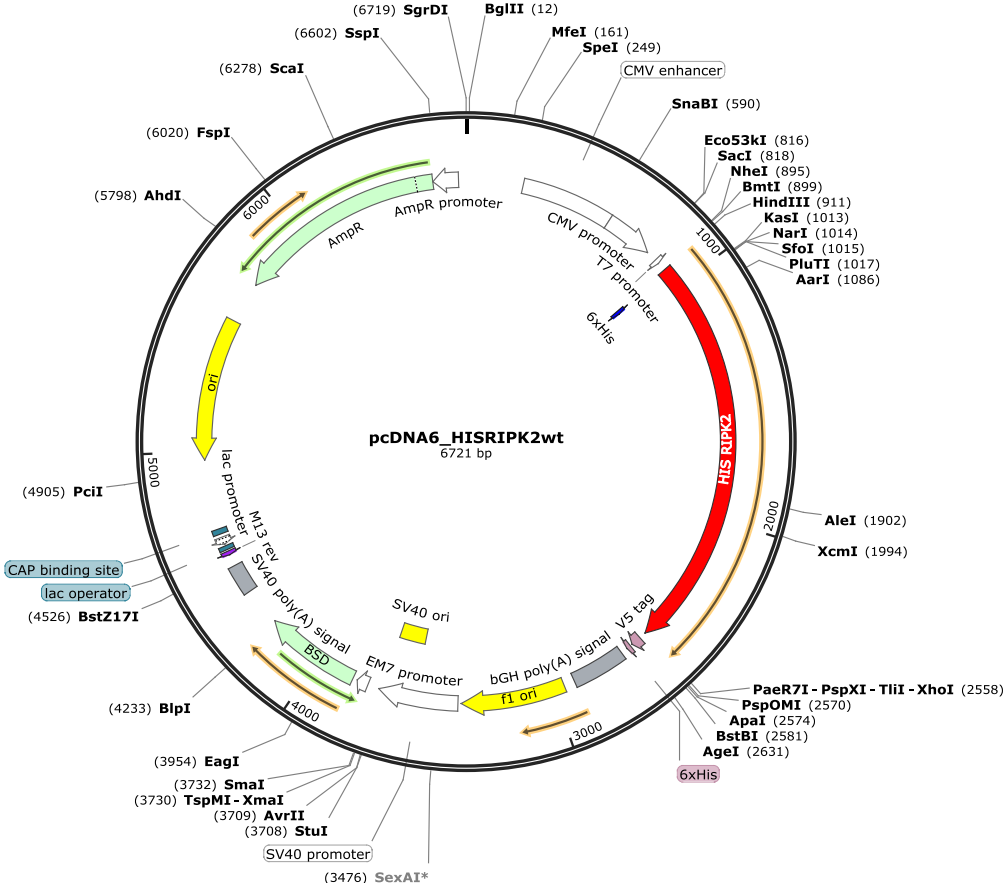 (6719) SgrDI
BglII (12)
(6602) SspI
MfeI (161)
SpeI (249)
(6278) ScaI
CMV enhancer
SnaBI (590)
(6020) FspI
Eco53kI (816)
SacI (818)
NheI (895)
BmtI (899)
HindIII (911)
(5798) AhdI
KasI (1013)
NarI (1014)
SfoI (1015)
PluTI (1017)
AarI (1086)
6000
1000
AmpR promoter
AmpR
CMV promoter
T7 promoter
6xHis
ori
HIS RIPK2
pcDNA6_HISRIPK2wt
6721 bp
5000
(4905) PciI
lac promoter
M13 rev
2000
AleI (1902)
XcmI (1994)
CAP binding site
lac operator
(4526) BstZ17I
SV40 poly(A) signal
SV40 ori
V5 tag
BSD
EM7 promoter
bGH poly(A) signal
f1 ori
PaeR7I - PspXI - TliI - XhoI (2558)
PspOMI (2570)
ApaI (2574)
BstBI (2581)
AgeI (2631)
6xHis
(4233) BlpI
4000
3000
(3954) EagI
(3732) SmaI
(3730) TspMI - XmaI
(3709) AvrII
(3708) StuI
SV40 promoter
(3476) SexAI*